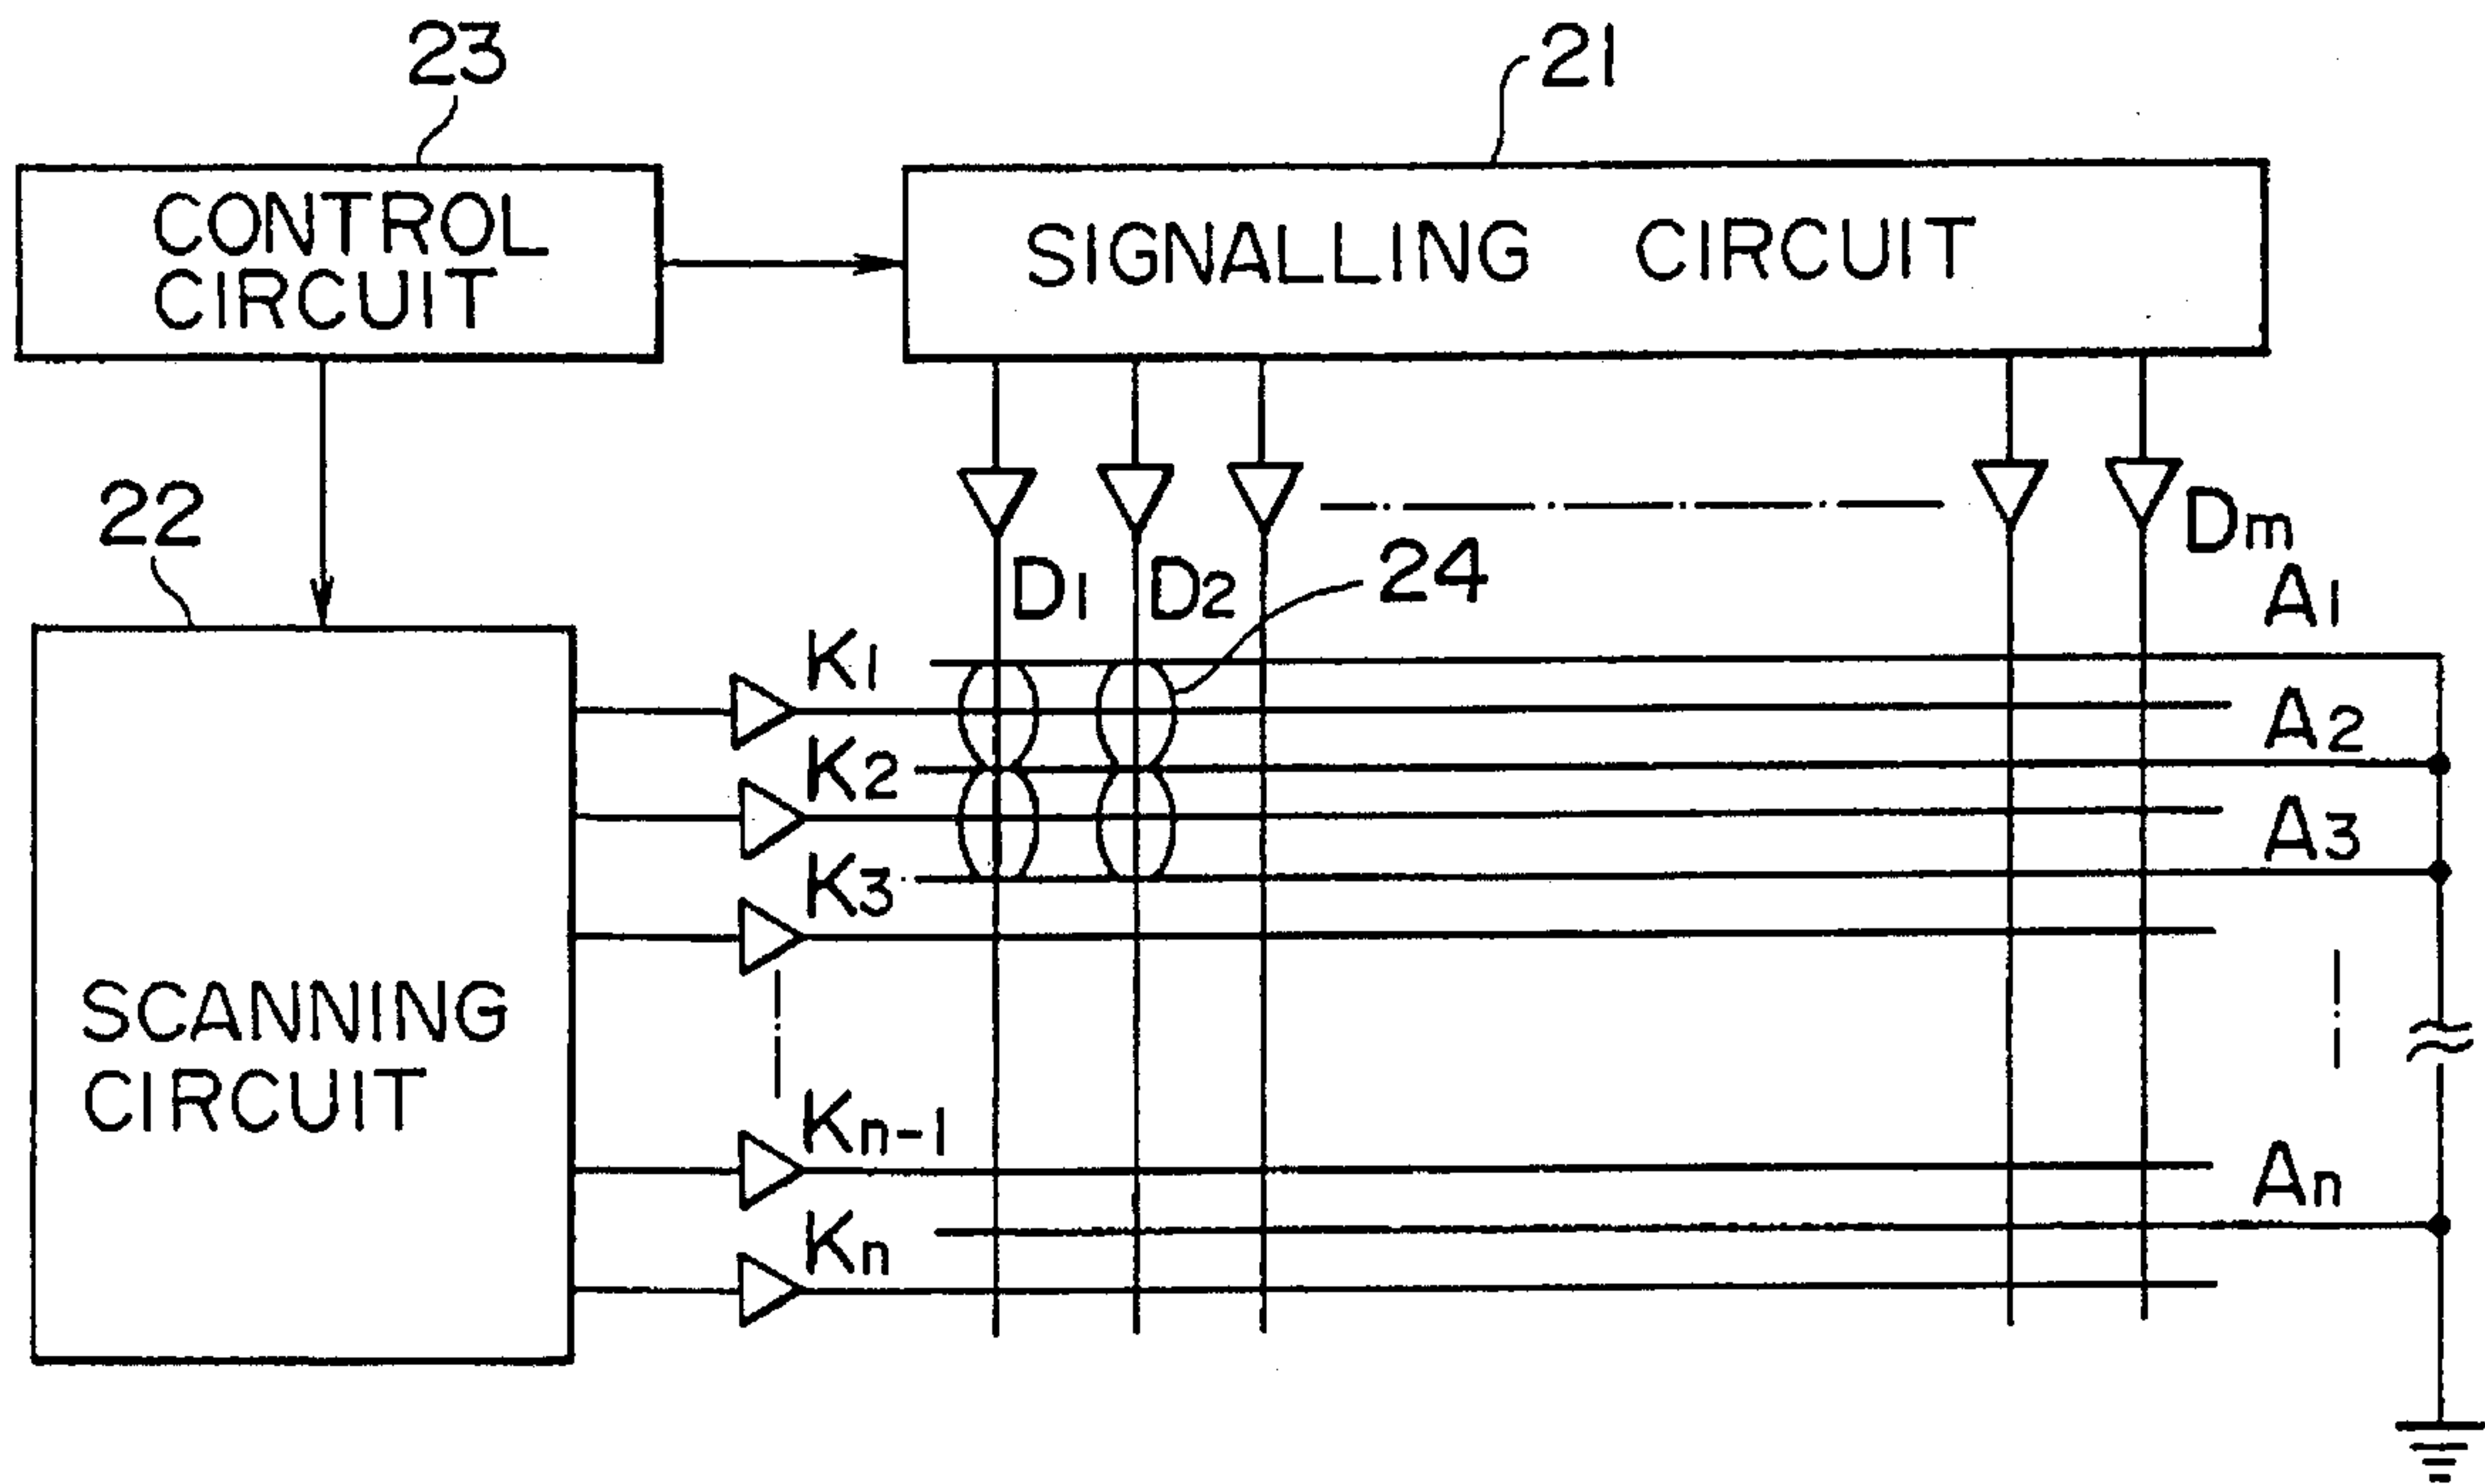 23
21
CONTROL
CIRCUIT
SIGNALLING CIRCUIT
22
Dm
D1
D2
24
A1
K1
A2
K2
A3
K3
SCANNING
CIRCUIT
Kn-1
An
Kn